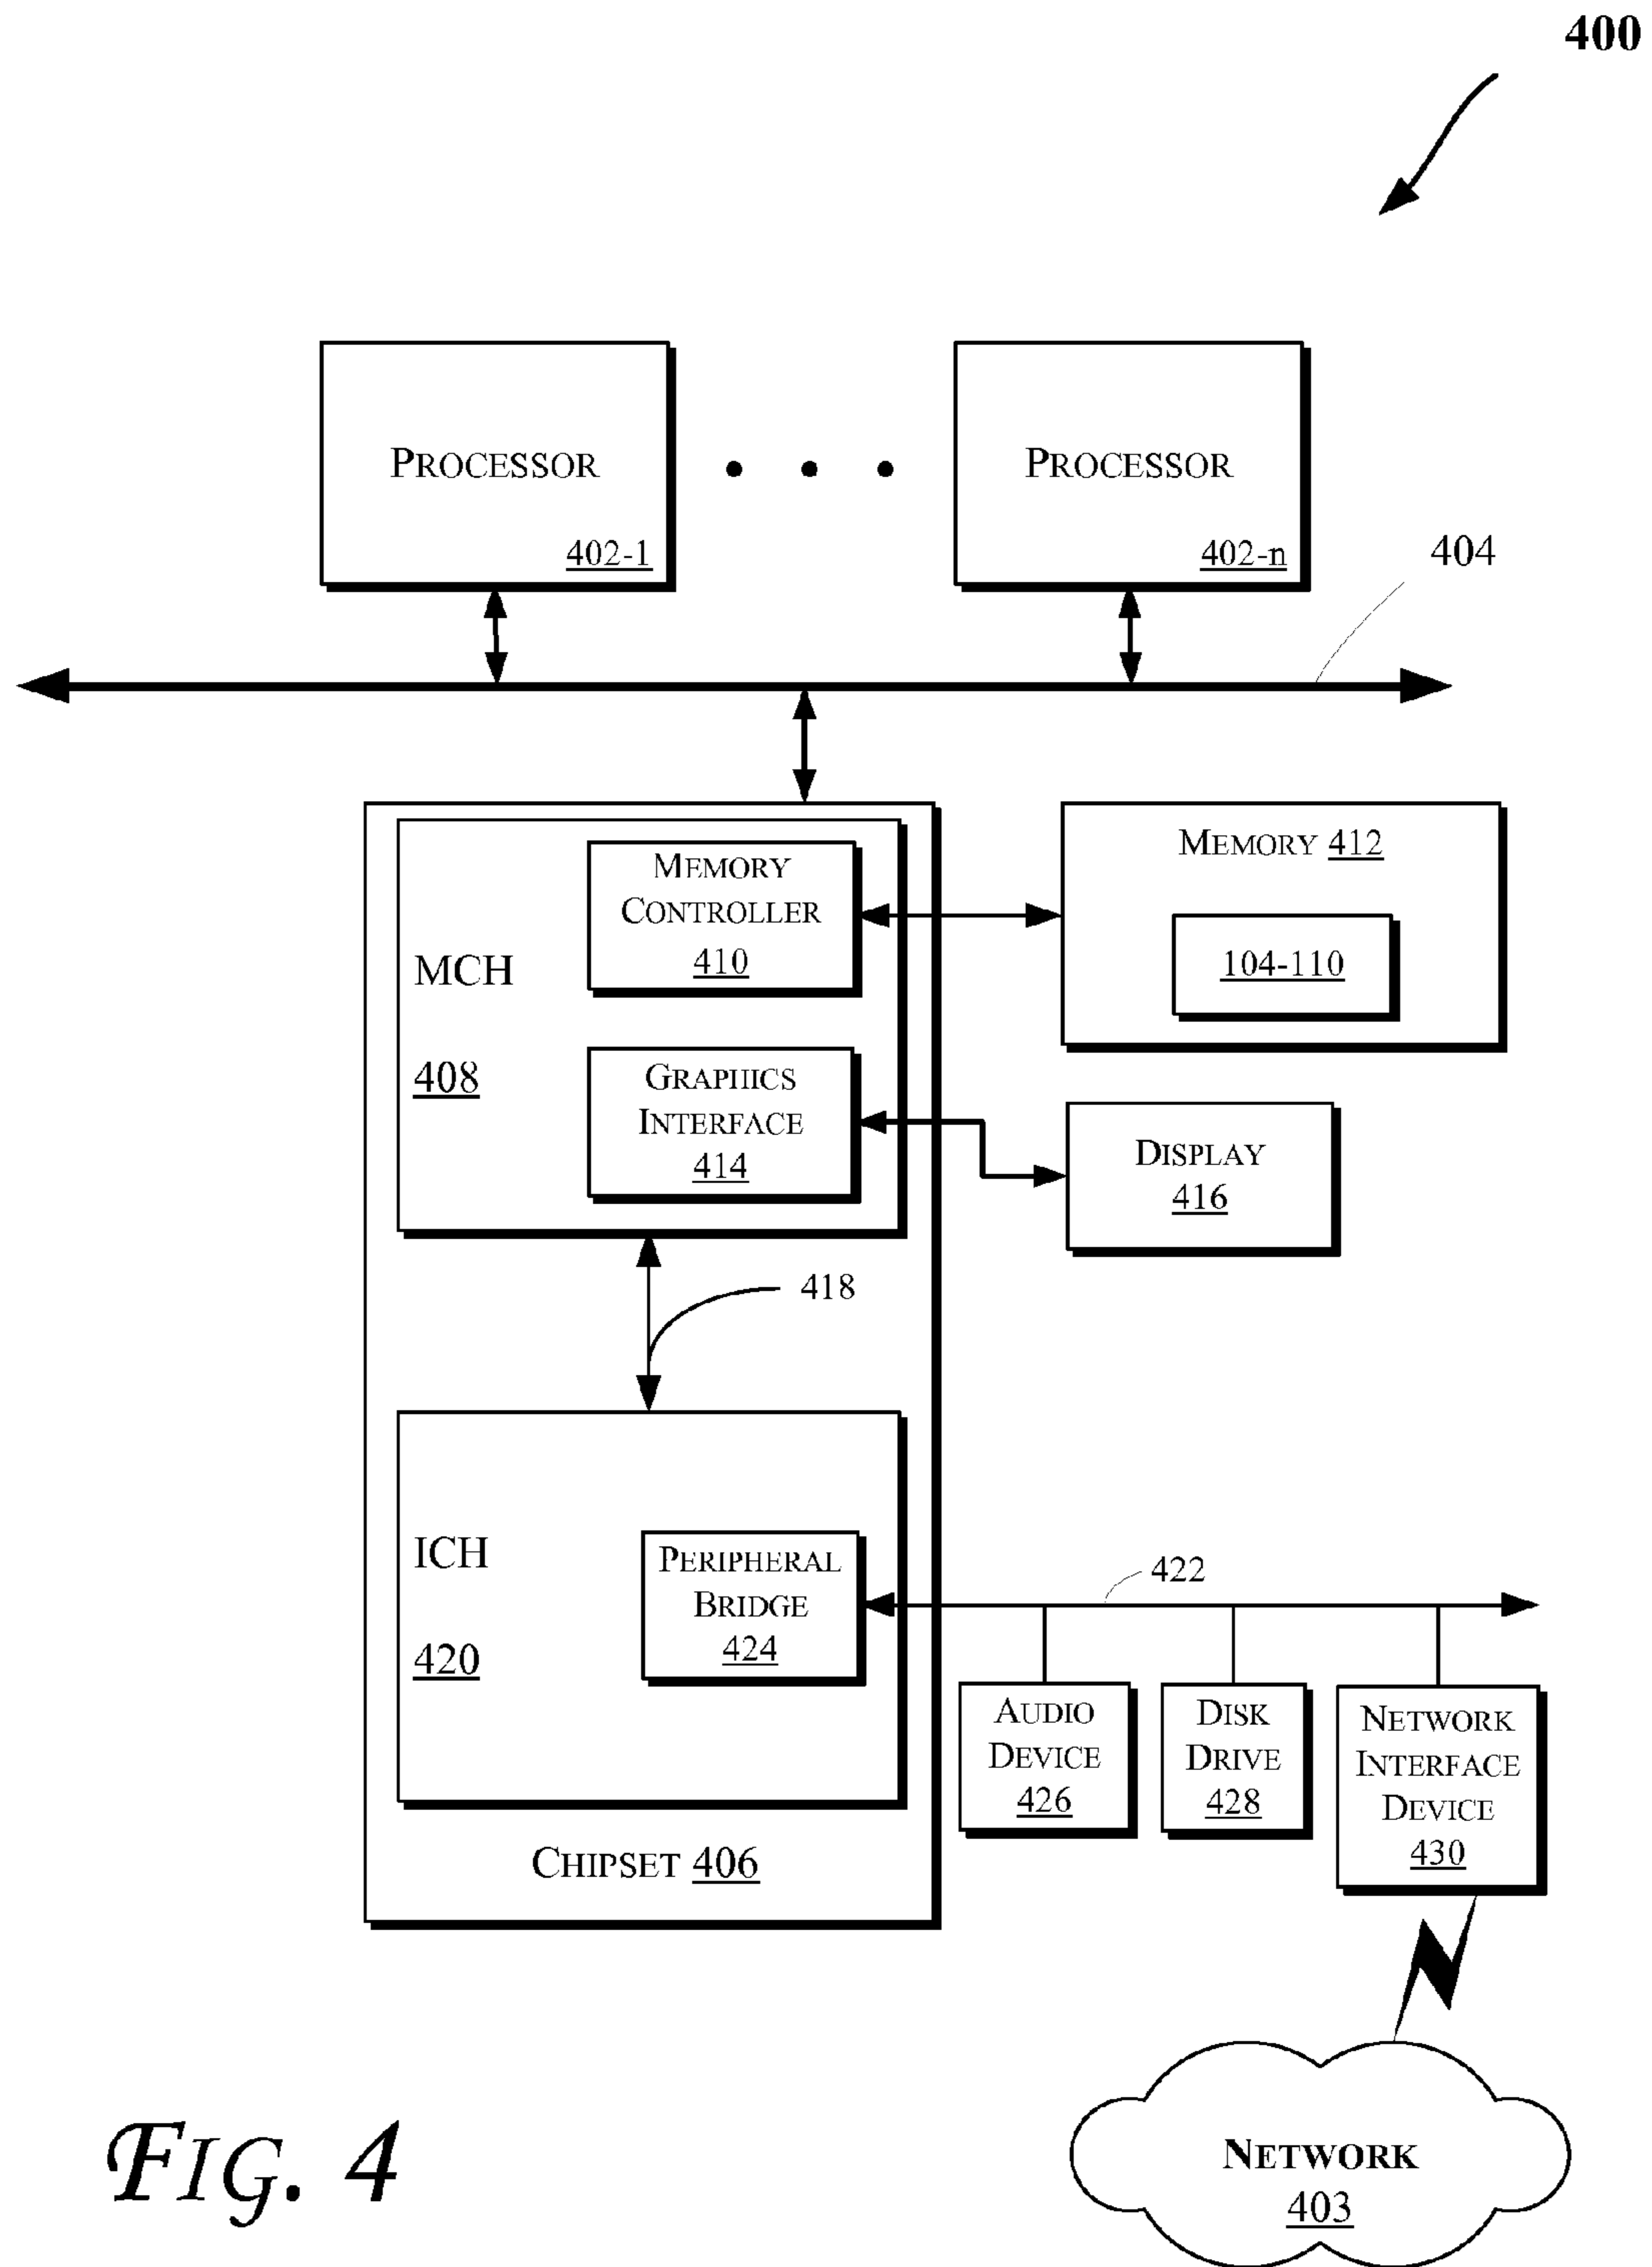 400
PROCESSOR
402-1
PROCESSOR
402-n
404
MCH
408
MEMORY
CONTROLLER
410
GRAPHICS
INTERFACE
414
MEMORY 412
104-110
DISPLAY
416
418
ICH
420
PERIPHERAL
BRIDGE
424
422
AUDIO
DEVICE
426
DISK
DRIVE
428
NETWORK
INTERFACE
DEVICE
430
CHIPSET 406
NETWORK
403
FIG. 4